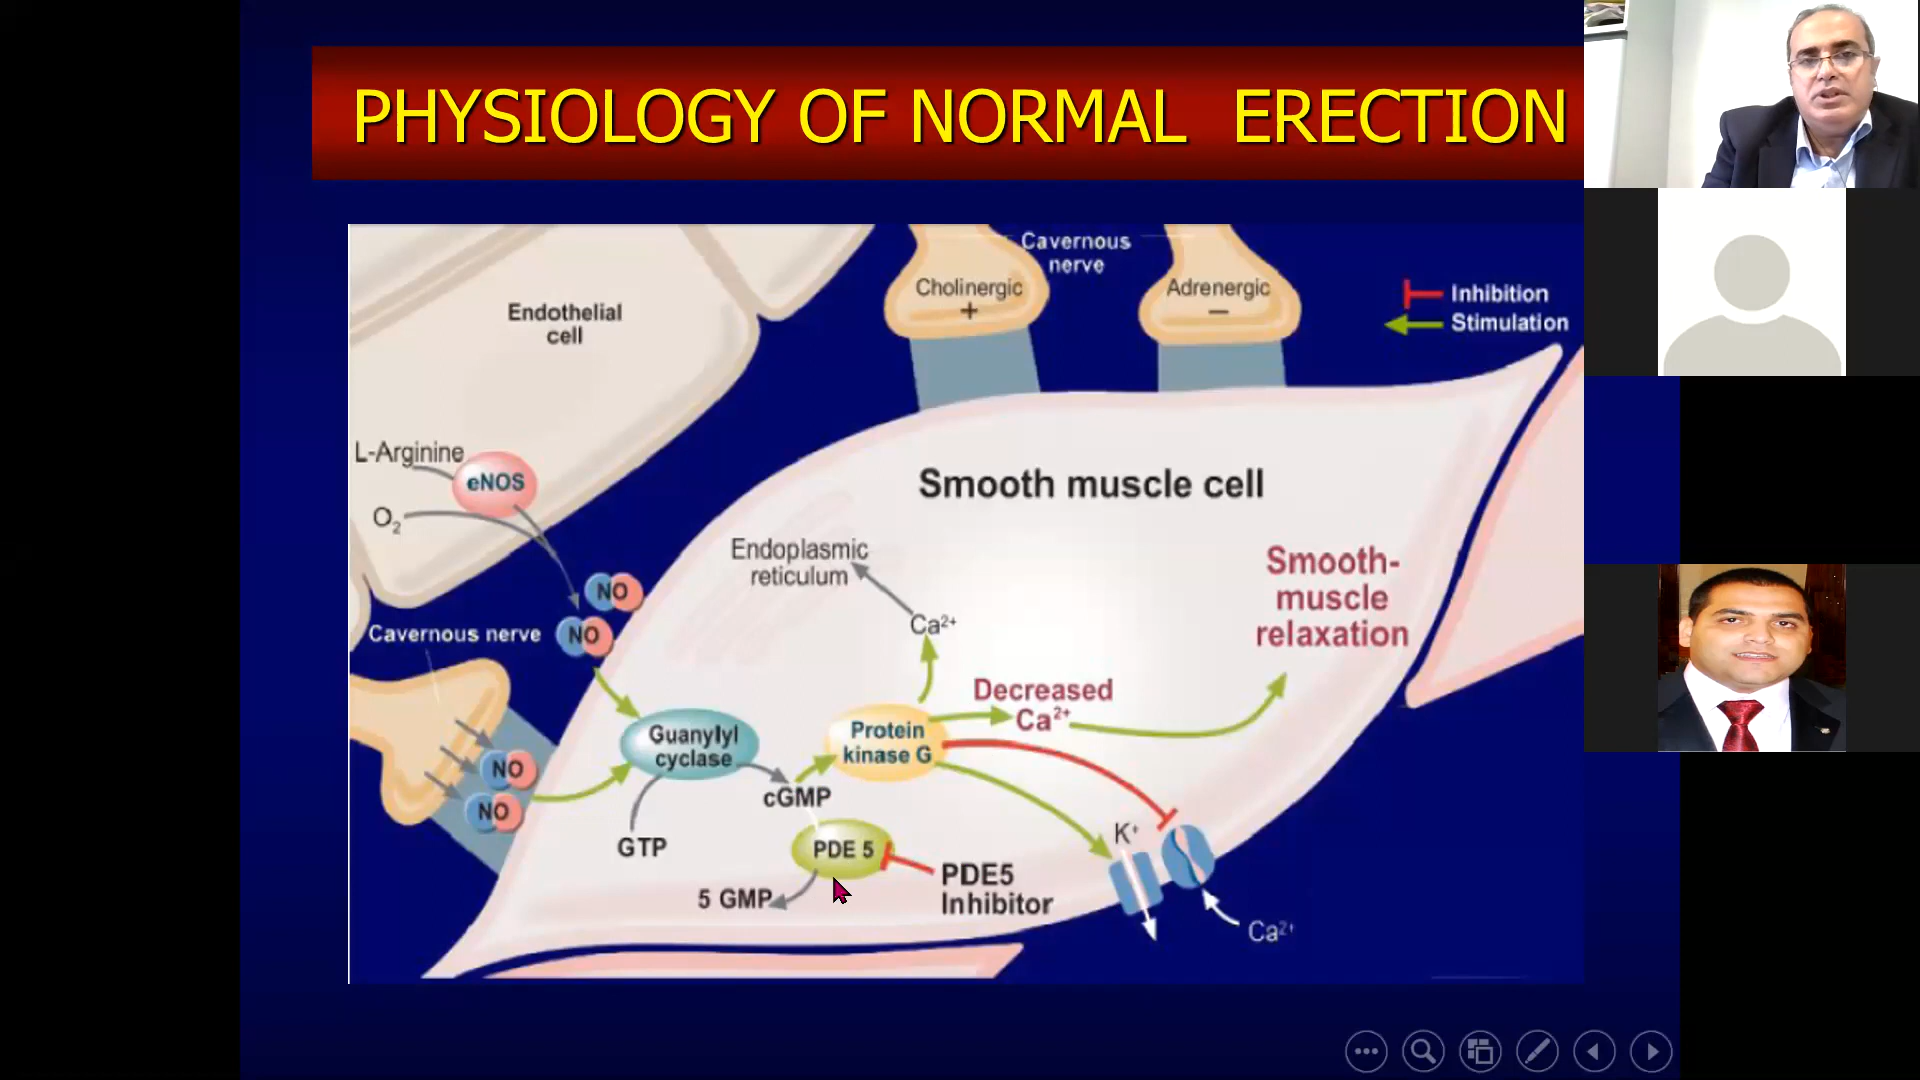 PHYSIOLOGY OF NORMAL ERECTION
Cavernous
nerve
Cholinergic
+
Adrenergic
−
Inhibition
Stimulation
Endothelial
cell
L-Arginine
eNOS
O2
NO
NO
Cavernous nerve
NO
NO
Smooth muscle cell
Endoplasmic
reticulum
Ca2+
Smooth-
muscle
relaxation
Decreased
Ca2+
Guanylyl
cyclase
Protein
kinase G
cGMP
GTP
PDE 5
5 GMP
PDE5
Inhibitor
K+
Ca2+